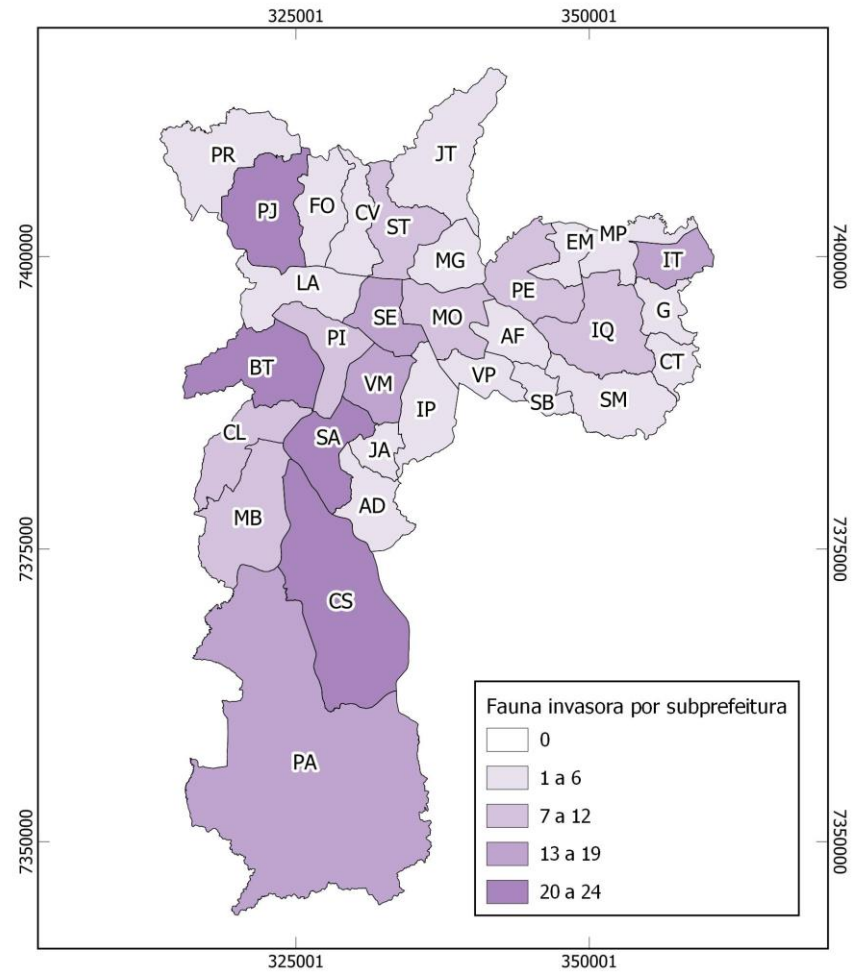 325001 350001
JT
PR
FO
PJ
CV
ST
EM MP
7400000 7400000
MG IT
LA
PE
G
SE MO
IQ
PI AF
BT CT
VP
VM
SM
SB
IP
CL SA
JA
AD
MB
7375000 7375000
CS
Fauna invasora por subprefeitura
0
PA
1 a 6
7 a 12
7350000 7350000
13 a 19
20 a 24
325001 350001